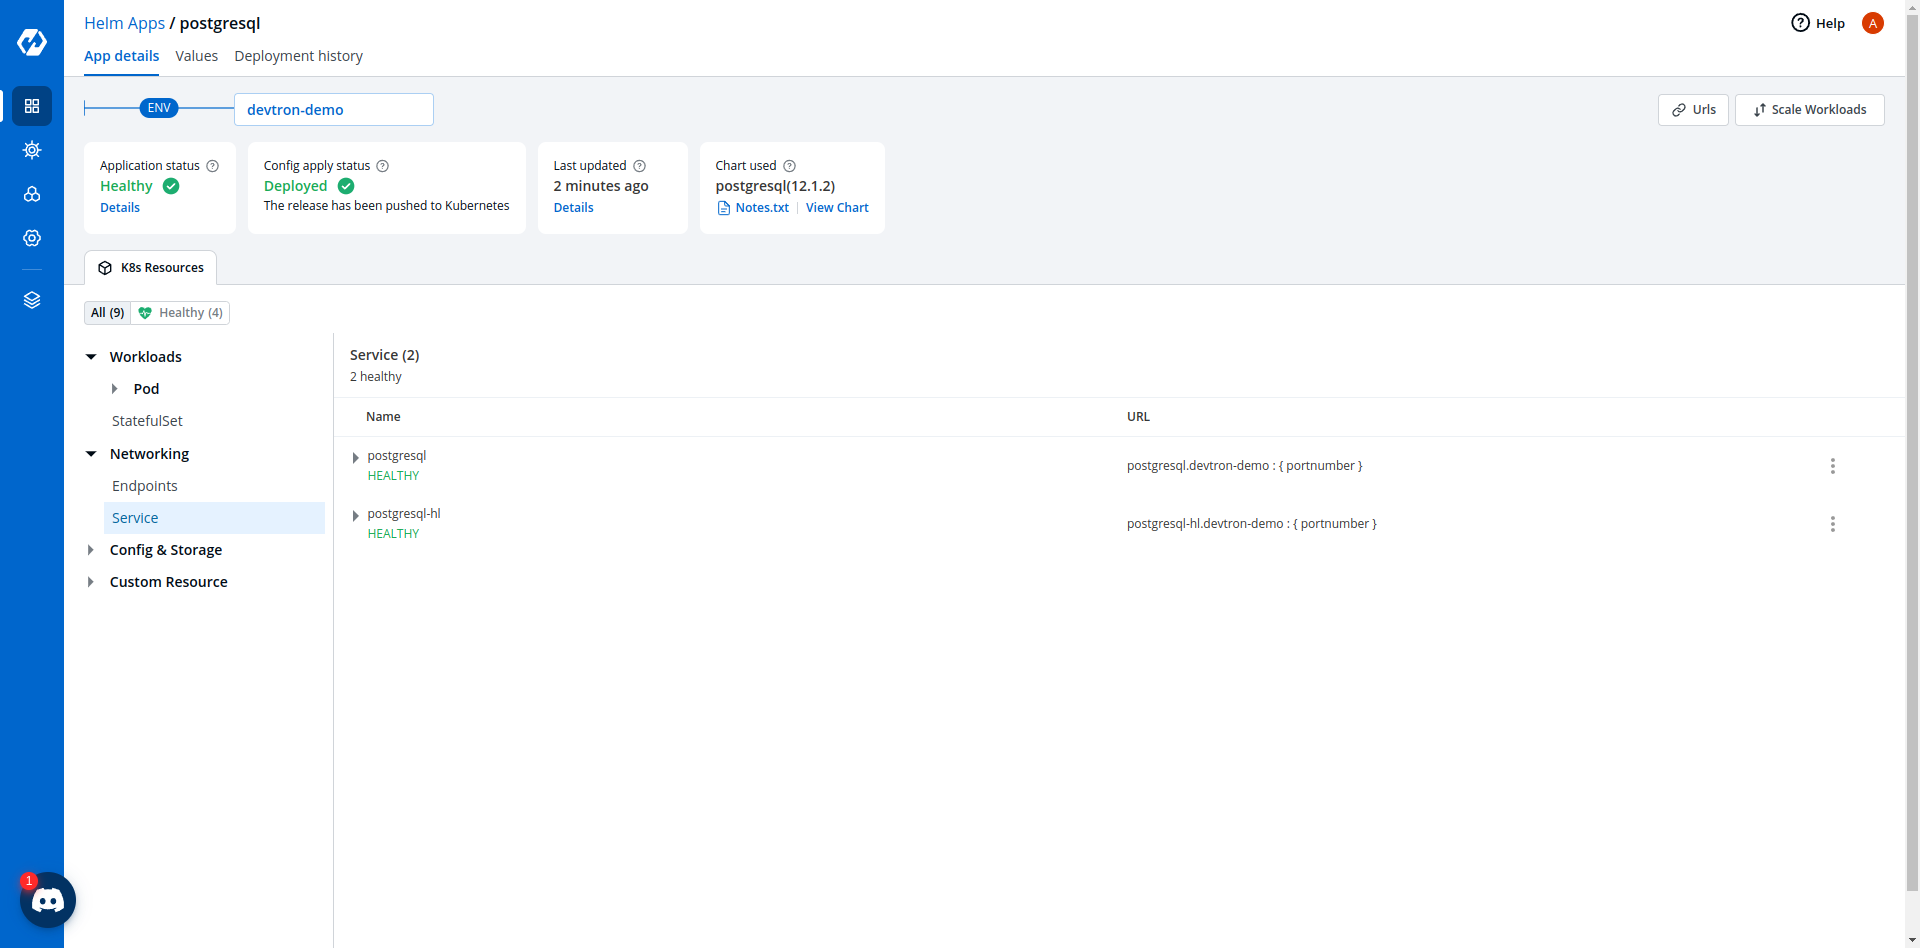 Helm Apps / postgresql
Help
A
App details
Values
Deployment history
ENV
devtron-demo
Urls
Scale Workloads
Application status
Healthy
Details
Config apply status
Deployed
The release has been pushed to Kubernetes
Last updated
2 minutes ago
Details
Chart used
postgresql(12.1.2)
Notes.txt
View Chart
K8s Resources
All (9)
Healthy (4)
Workloads
Pod
StatefulSet
Networking
Endpoints
Service
Config & Storage
Custom Resource
Service (2)
2 healthy
Name
URL
postgresql
HEALTHY
postgresql.devtron-demo : { portnumber }
postgresql-hl
HEALTHY
postgresql-hl.devtron-demo : { portnumber }
1